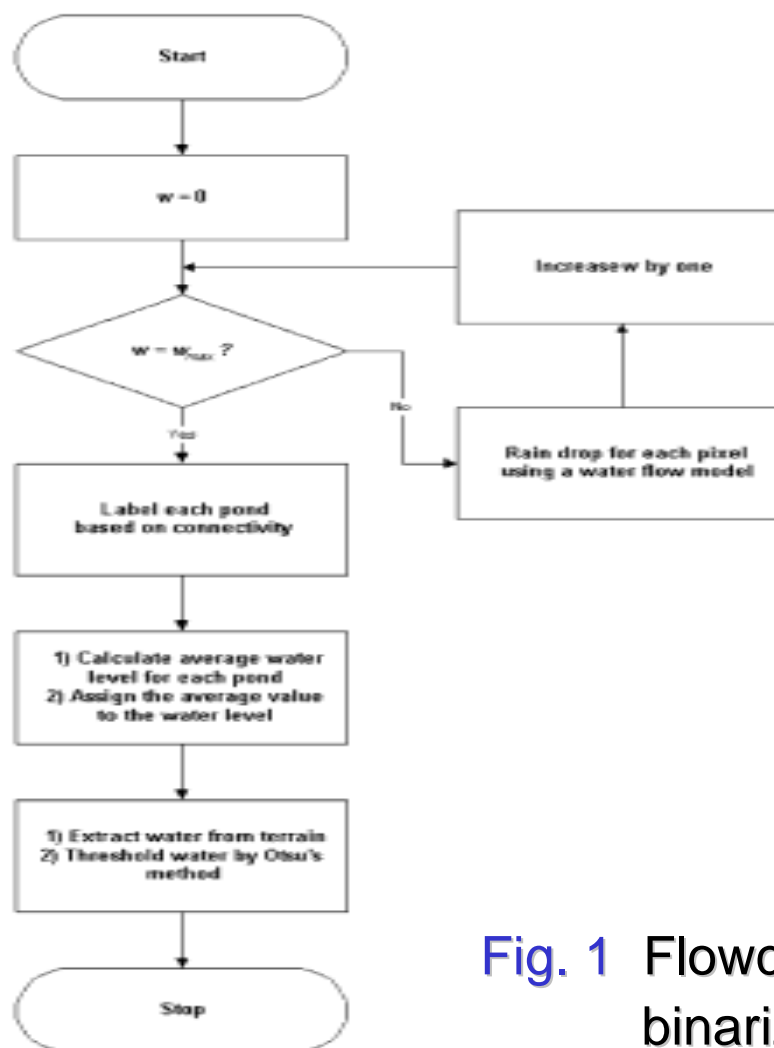 Start
w = 0
Increase w by one
w = w_max ?
No
Yes
Rain drop for each pixel
using a water flow model
Label each pond
based on connectivity
1) Calculate average water
level for each pond
2) Assign the average value
to the water level
1) Extract water from terrain
2) Threshold water by Otsu's
method
Stop
Fig. 1 Flowc
binari